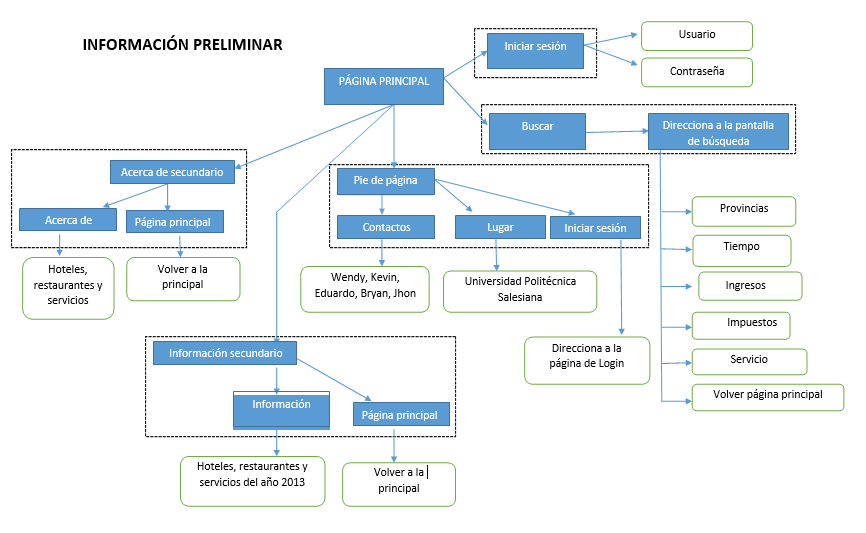 INFORMACIÓN PRELIMINAR
PÁGINA PRINCIPAL
Iniciar sesión
Usuario
Contraseña
Buscar
Direcciona a la pantalla
de búsqueda
Provincias
Tiempo
Ingresos
Impuestos
Servicio
Volver página principal
Acerca de secundario
Acerca de
Página principal
Hoteles,
restaurantes y
servicios
Volver a la
principal
Pie de página
Contactos
Lugar
Iniciar sesión
Wendy, Kevin,
Eduardo, Bryan, Jhon
Universidad Politécnica
Salesiana
Direcciona a la
página de Login
Información secundario
Información
Página principal
Hoteles, restaurantes y
servicios del año 2013
Volver a la
principal